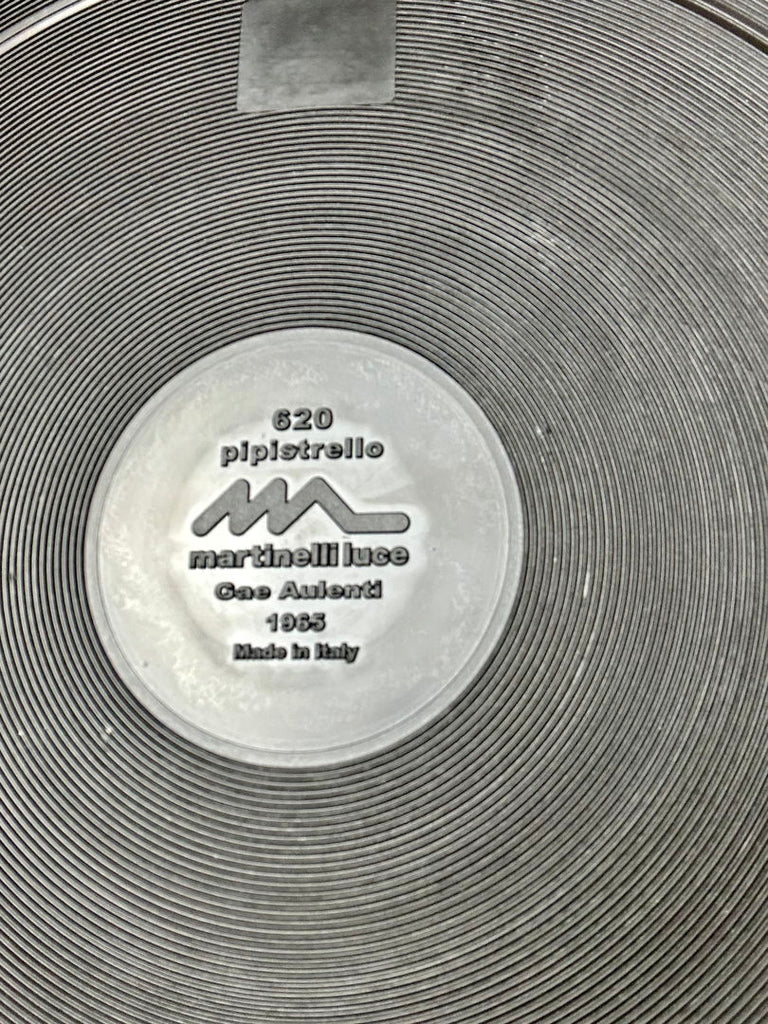 620
pipistrello
martinelli luce
Gae Aulenti
1965
Made in Italy